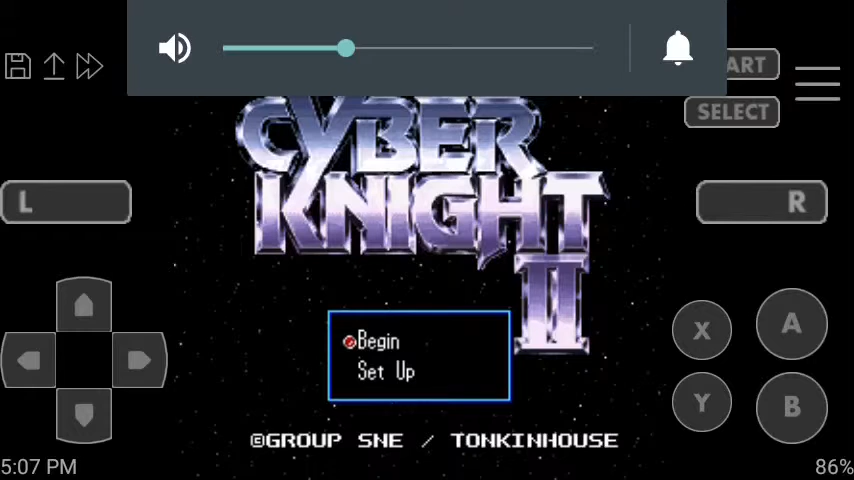 ART
SELECT
L
R
CYBER
KNIGHT
II
Begin
Set Up
X
A
Y
B
©GROUP SNE / TONKINHOUSE
5:07 PM
86%